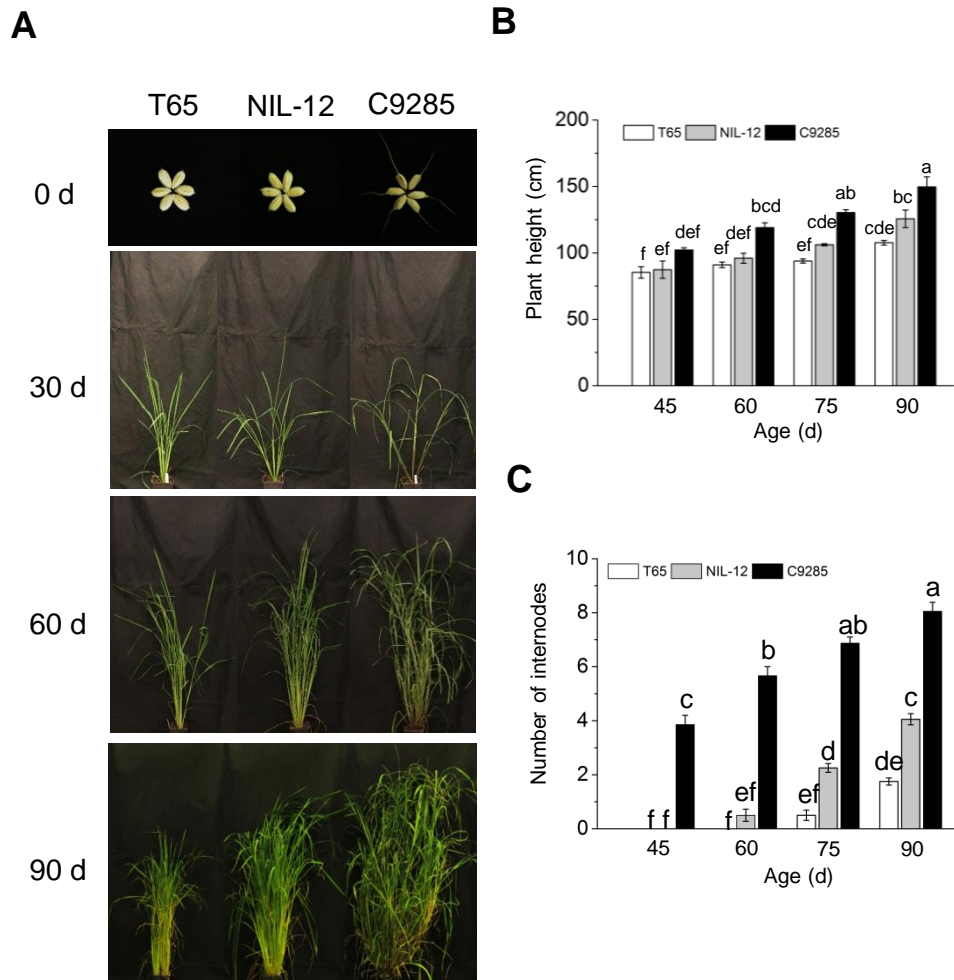 A
T65 NIL-12 C9285
0 d
30 d
60 d
90 d
B
200
150
100
50
0
Plant height (cm)
T65 NIL-12 C9285
f ef def
ef def bcd
ef cde ab
cde bc a
45 60 75 90
Age (d)
C
10
8
6
4
2
0
Number of internodes
T65 NIL-12 C9285
f f c
f ef b
ef d ab
de c a
45 60 75 90
Age (d)